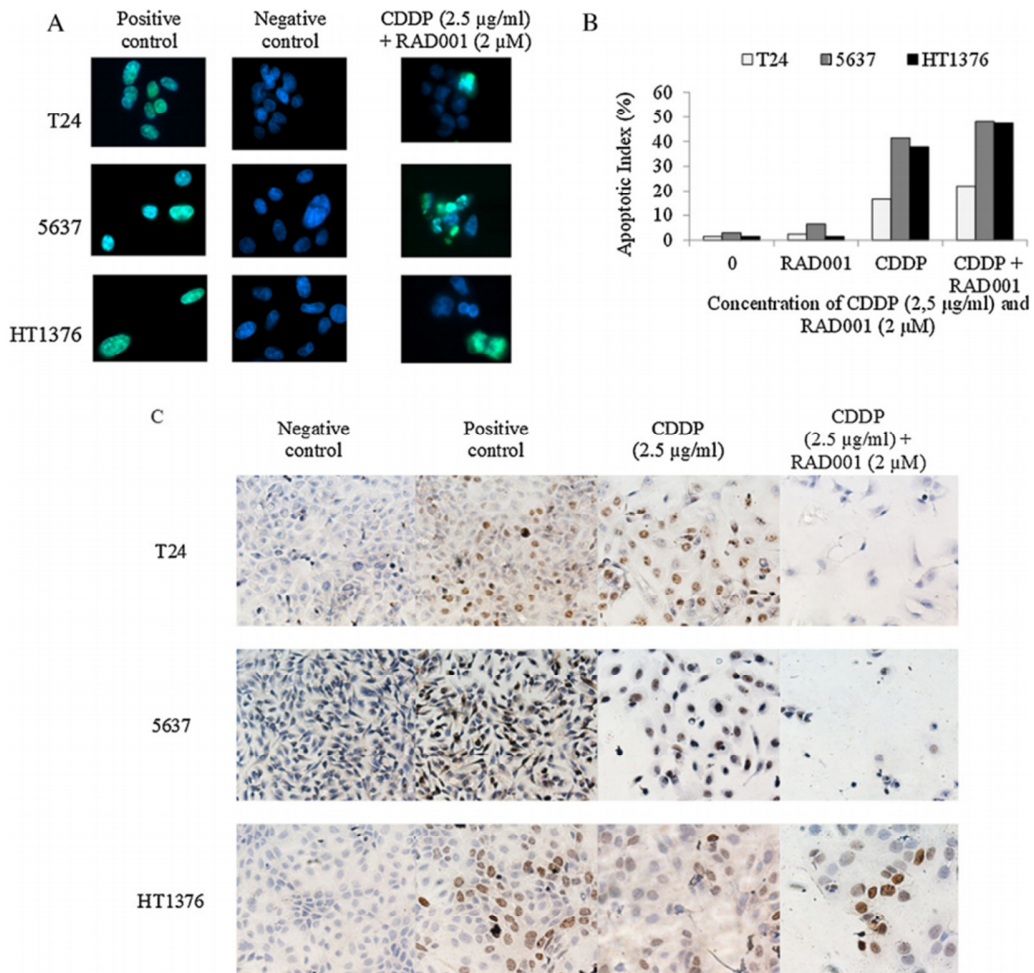 A
Positive
control
Negative
control
CDDP (2.5 µg/ml)
+ RAD001 (2 µM)
T24
5637
HT1376
B
T24 5637 HT1376
Apoptotic Index (%)
60
50
40
30
20
10
0
0 RAD001 CDDP CDDP +
RAD001
Concentration of CDDP (2,5 µg/ml) and
RAD001 (2 µM)
C
Negative
control
Positive
control
CDDP
(2.5 µg/ml)
CDDP
(2.5 µg/ml) +
RAD001 (2 µM)
T24
5637
HT1376